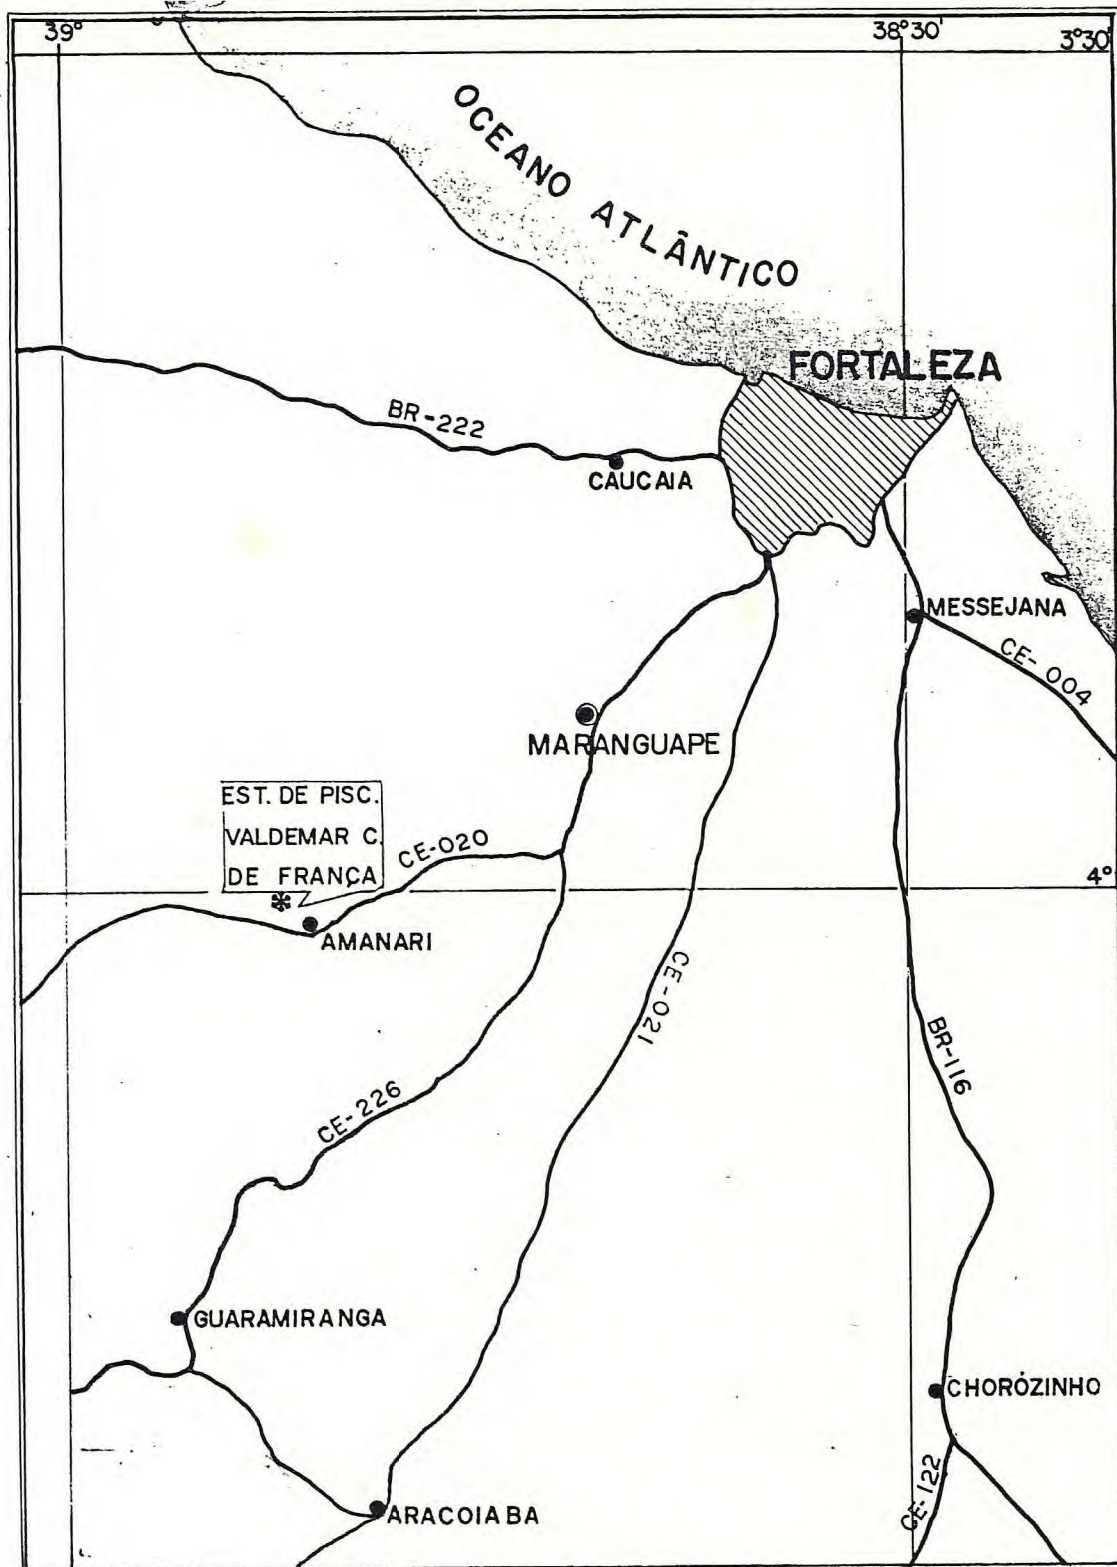 39°
38°30'
3°30'
OCEANO ATLÂNTICO
FORTALEZA
BR-222
CAUCAIA
MESSEJANA
CE-004
MARANGUAPE
EST. DE PISC.
VALDEMAR C.
DE FRANÇA
CE-020
4°
AMANARI
CE-021
BR-116
CE-226
GUARAMIRANGA
CHORÓZINHO
CE-122
ARACOIABA